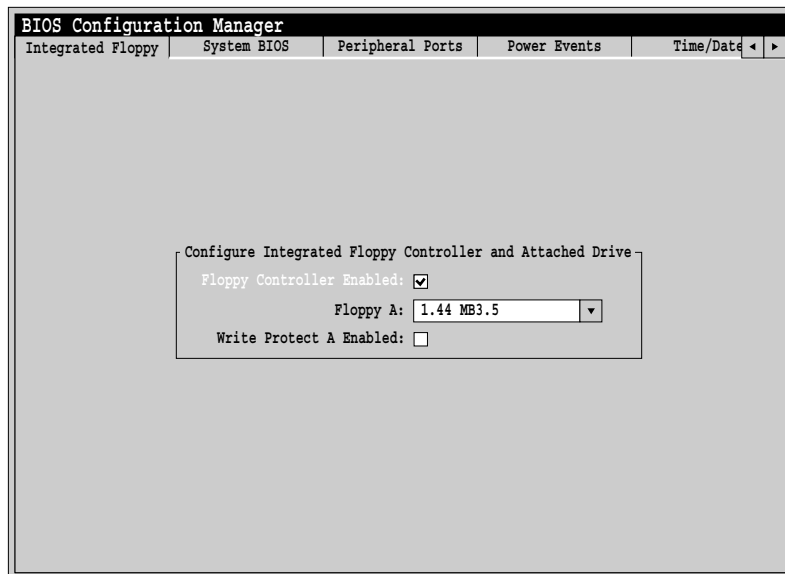 BIOS Configuration Manager
Integrated Floppy System BIOS Peripheral Ports Power Events Time/Date
Configure Integrated Floppy Controller and Attached Drive
Floppy Controller Enabled:
Floppy A: 1.44 MB3.5
Write Protect A Enabled: